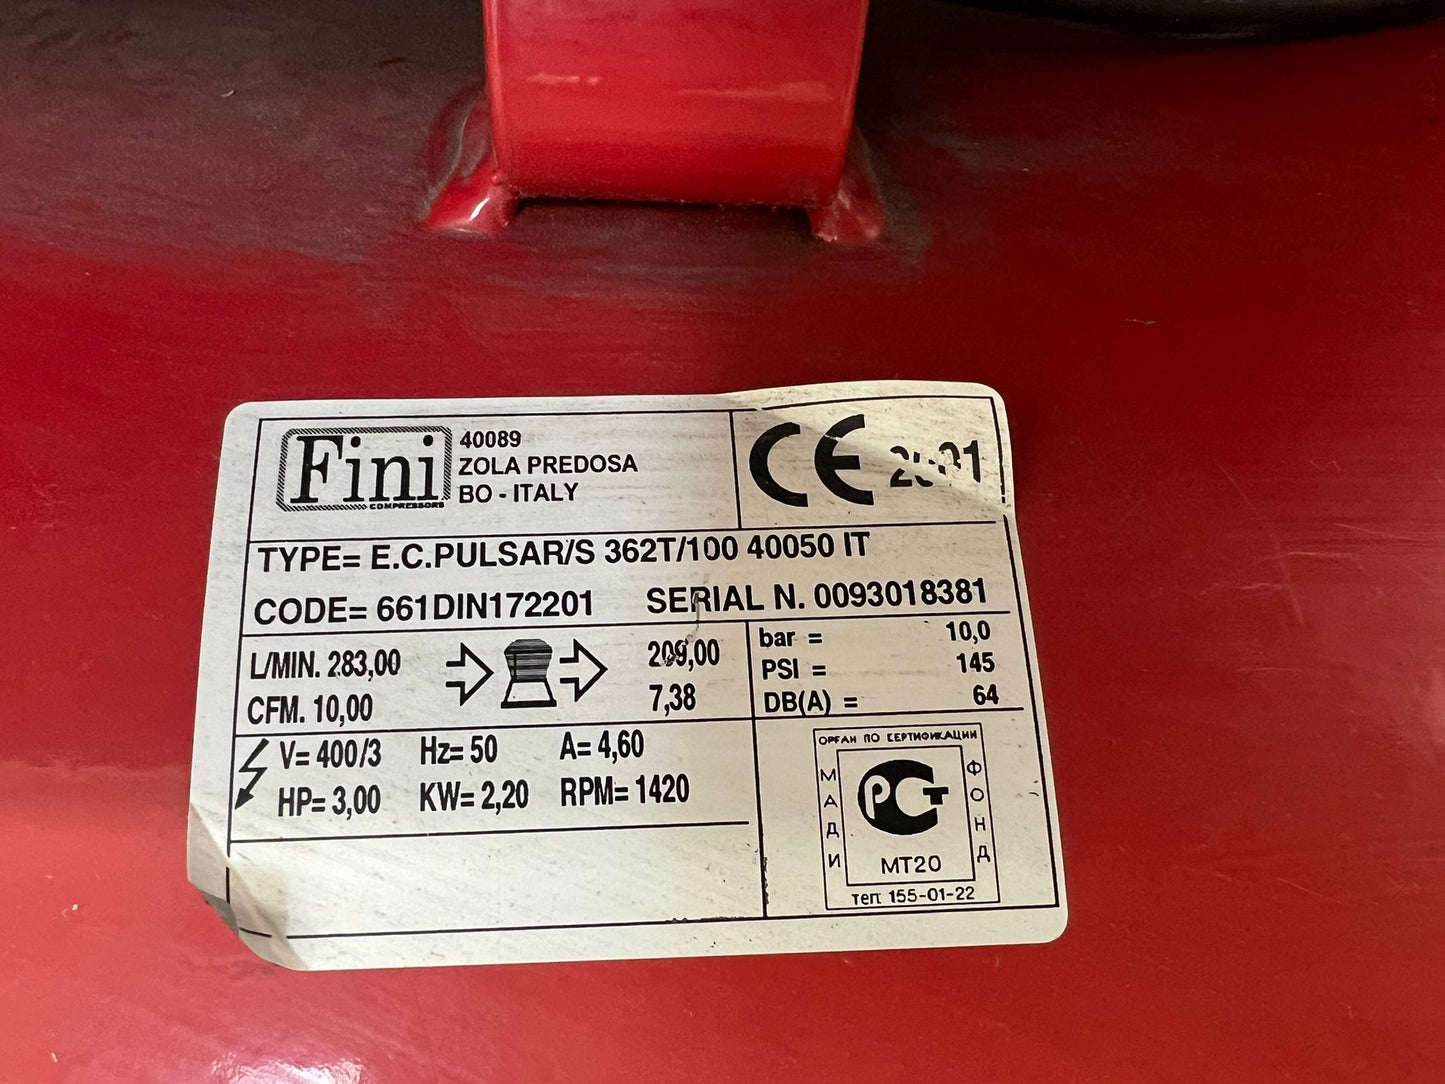 Fini
COMPRESSORS
40089
ZOLA PREDOSA
BO - ITALY
CE
TYPE= E.C.PULSAR/S 362T/100 40050 IT
CODE= 661DIN172201 SERIAL N. 0093018381
L/MIN. 283,00 209,00
CFM. 10,00 7,38
bar = 10,0
PSI = 145
DB(A) = 64
V= 400/3 Hz= 50 A= 4,60
HP= 3,00 KW= 2,20 RPM= 1420
ОРГАН ПО СЕРТИФИКАЦИИ
МАДИ
ФОНД
РСТ
МТ20
тел: 155-01-22